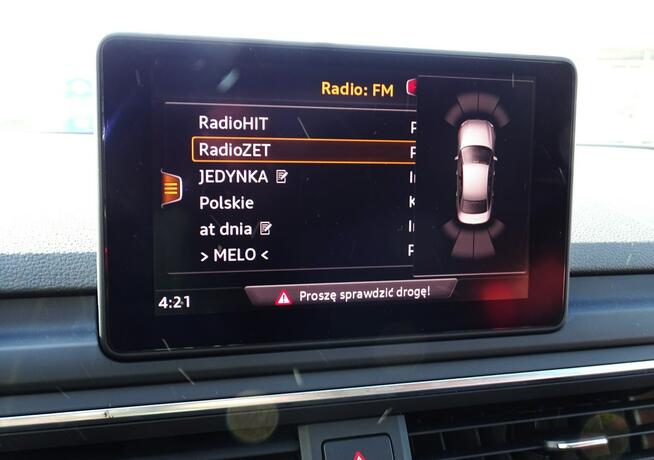 Radio: FM
RadioHIT
RadioZET
JEDYNKA
Polskie
at dnia
> MELO <
4:21
Proszę sprawdzić drogę!